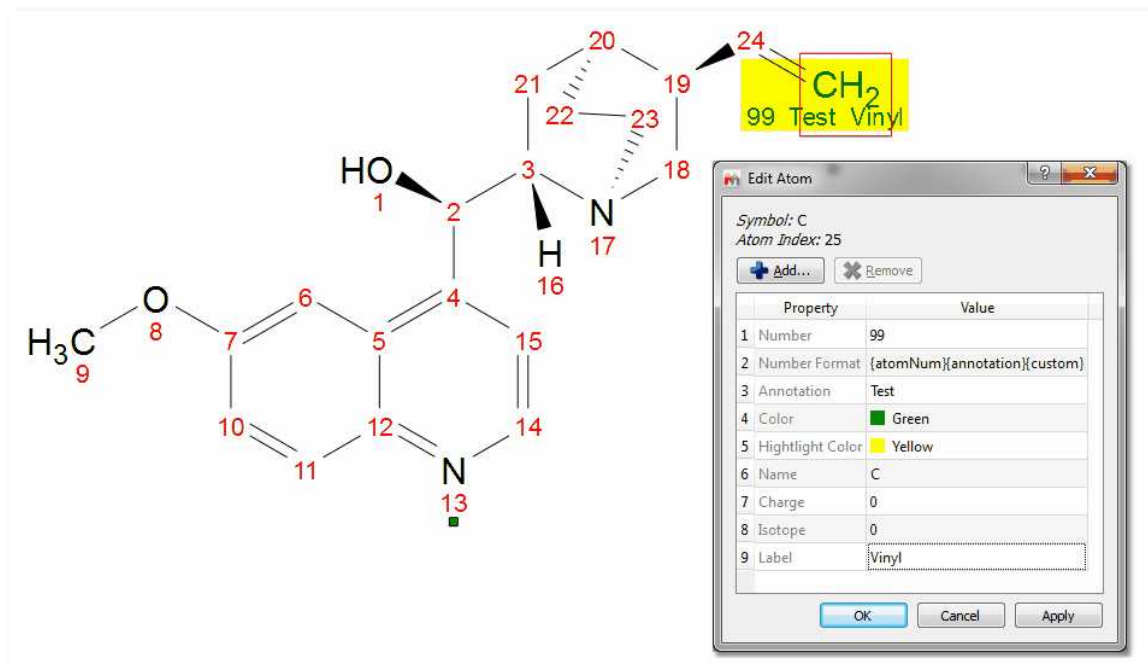 20
24
21
19
CH2
22
23
99 Test Vinyl
HO
3
18
1
2
N
H
17
16
O
6
4
8
7
5
15
H3C
9
10
12
14
11
N
13
Edit Atom
Symbol: C
Atom Index: 25
Add... Remove
Property Value
1 Number 99
2 Number Format {atomNum}{annotation}{custom}
3 Annotation Test
4 Color Green
5 Hightlight Color Yellow
6 Name C
7 Charge 0
8 Isotope 0
9 Label Vinyl
OK Cancel Apply